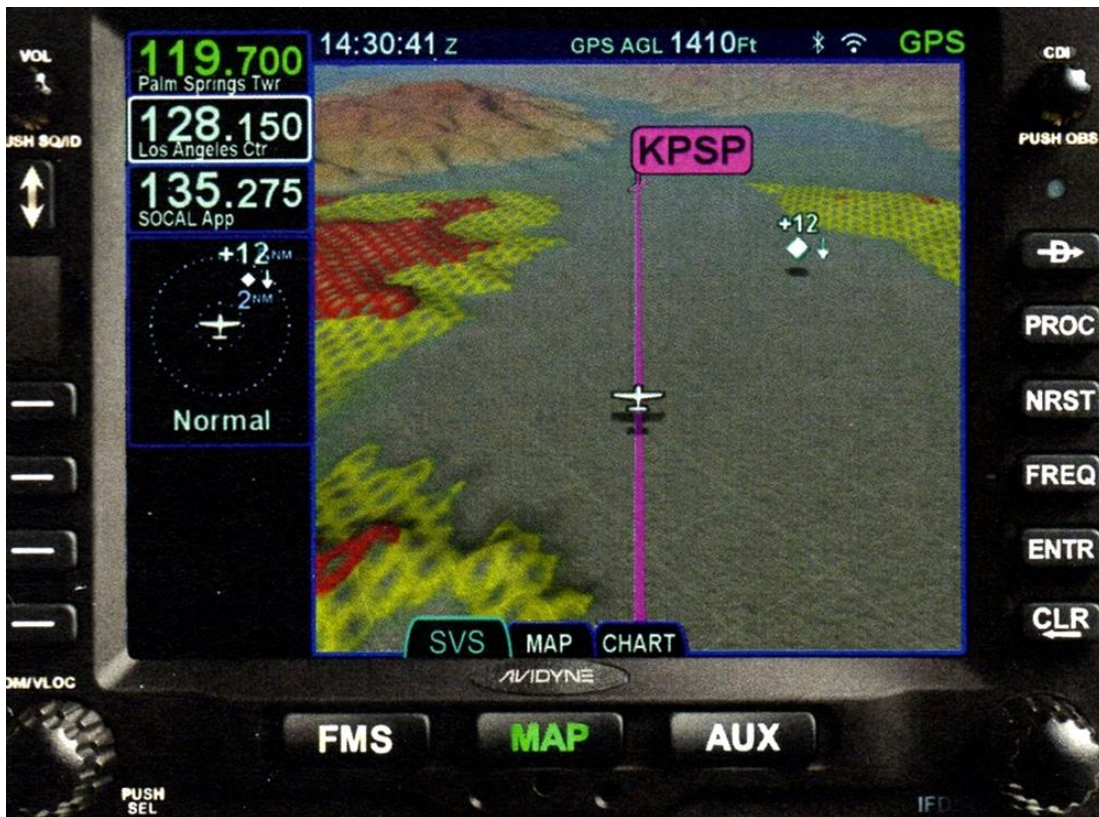 VOL
119.700
Palm Springs Twr
14:30:41 Z
GPS AGL 1410Ft
GPS
CDI
128.150
Los Angeles Ctr
PUSH OBS
135.275
SOCAL App
KPSP
+12
+12
2NM
Normal
PROC
NRST
FREQ
ENTR
CLR
SVS
MAP
CHART
AVIDYNE
FMS
MAP
AUX
PUSH
SEL